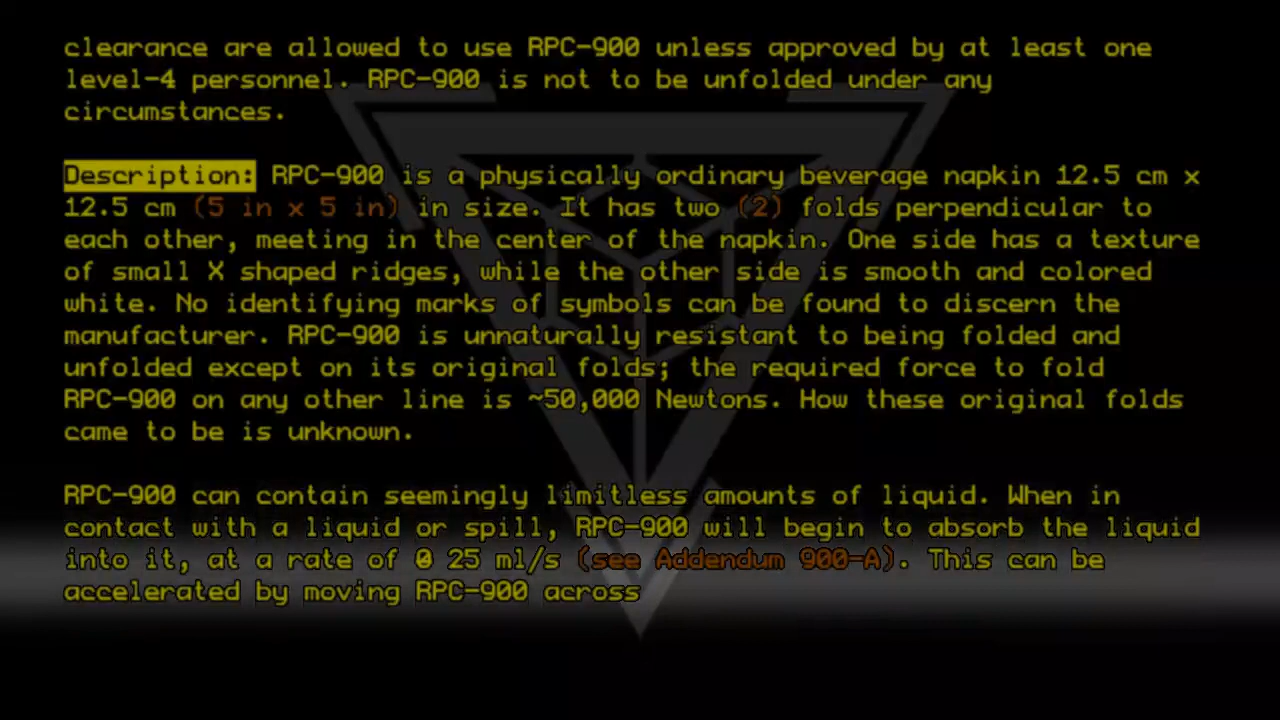 clearance are allowed to use RPC-900 unless approved by at least one
level-4 personnel. RPC-900 is not to be unfolded under any
circumstances.
Description: RPC-900 is a physically ordinary beverage napkin 12.5 cm x
12.5 cm (5 in x 5 in) in size. It has two (2) folds perpendicular to
each other, meeting in the center of the napkin. One side has a texture
of small X shaped ridges, while the other side is smooth and colored
white. No identifying marks of symbols can be found to discern the
manufacturer. RPC-900 is unnaturally resistant to being folded and
unfolded except on its original folds; the required force to fold
RPC-900 on any other line is ~50,000 Newtons. How these original folds
came to be is unknown.
RPC-900 can contain seemingly limitless amounts of liquid. When in
contact with a liquid or spill, RPC-900 will begin to absorb the liquid
into it, at a rate of 0 25 ml/s (see Addendum 900-A). This can be
accelerated by moving RPC-900 across